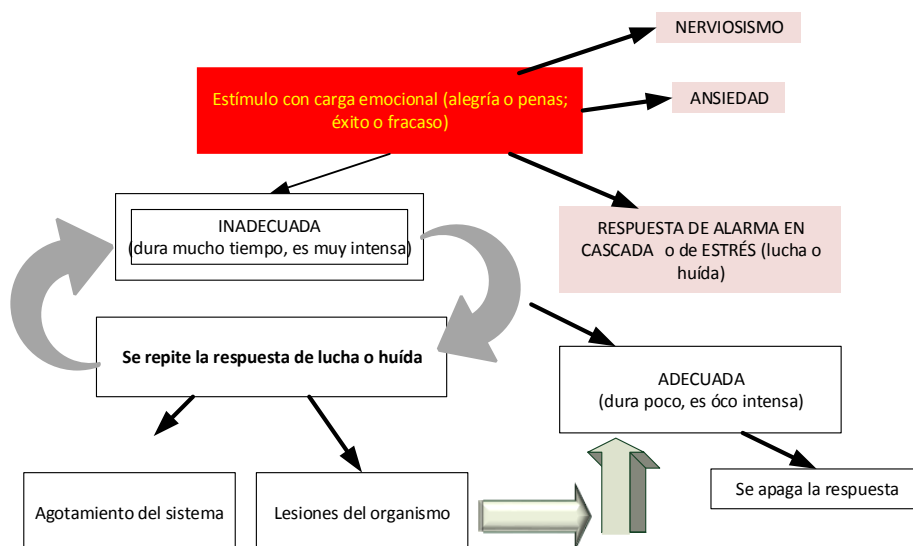 NERVIOSISMO
Estímulo con carga emocional (alegría o penas;
éxito o fracaso)
ANSIEDAD
INADECUADA
(dura mucho tiempo, es muy intensa)
RESPUESTA DE ALARMA EN
CASCADA o de ESTRÉS (lucha o
huída)
Se repite la respuesta de lucha o huída
ADECUADA
(dura poco, es óco intensa)
Agotamiento del sistema
Lesiones del organismo
Se apaga la respuesta